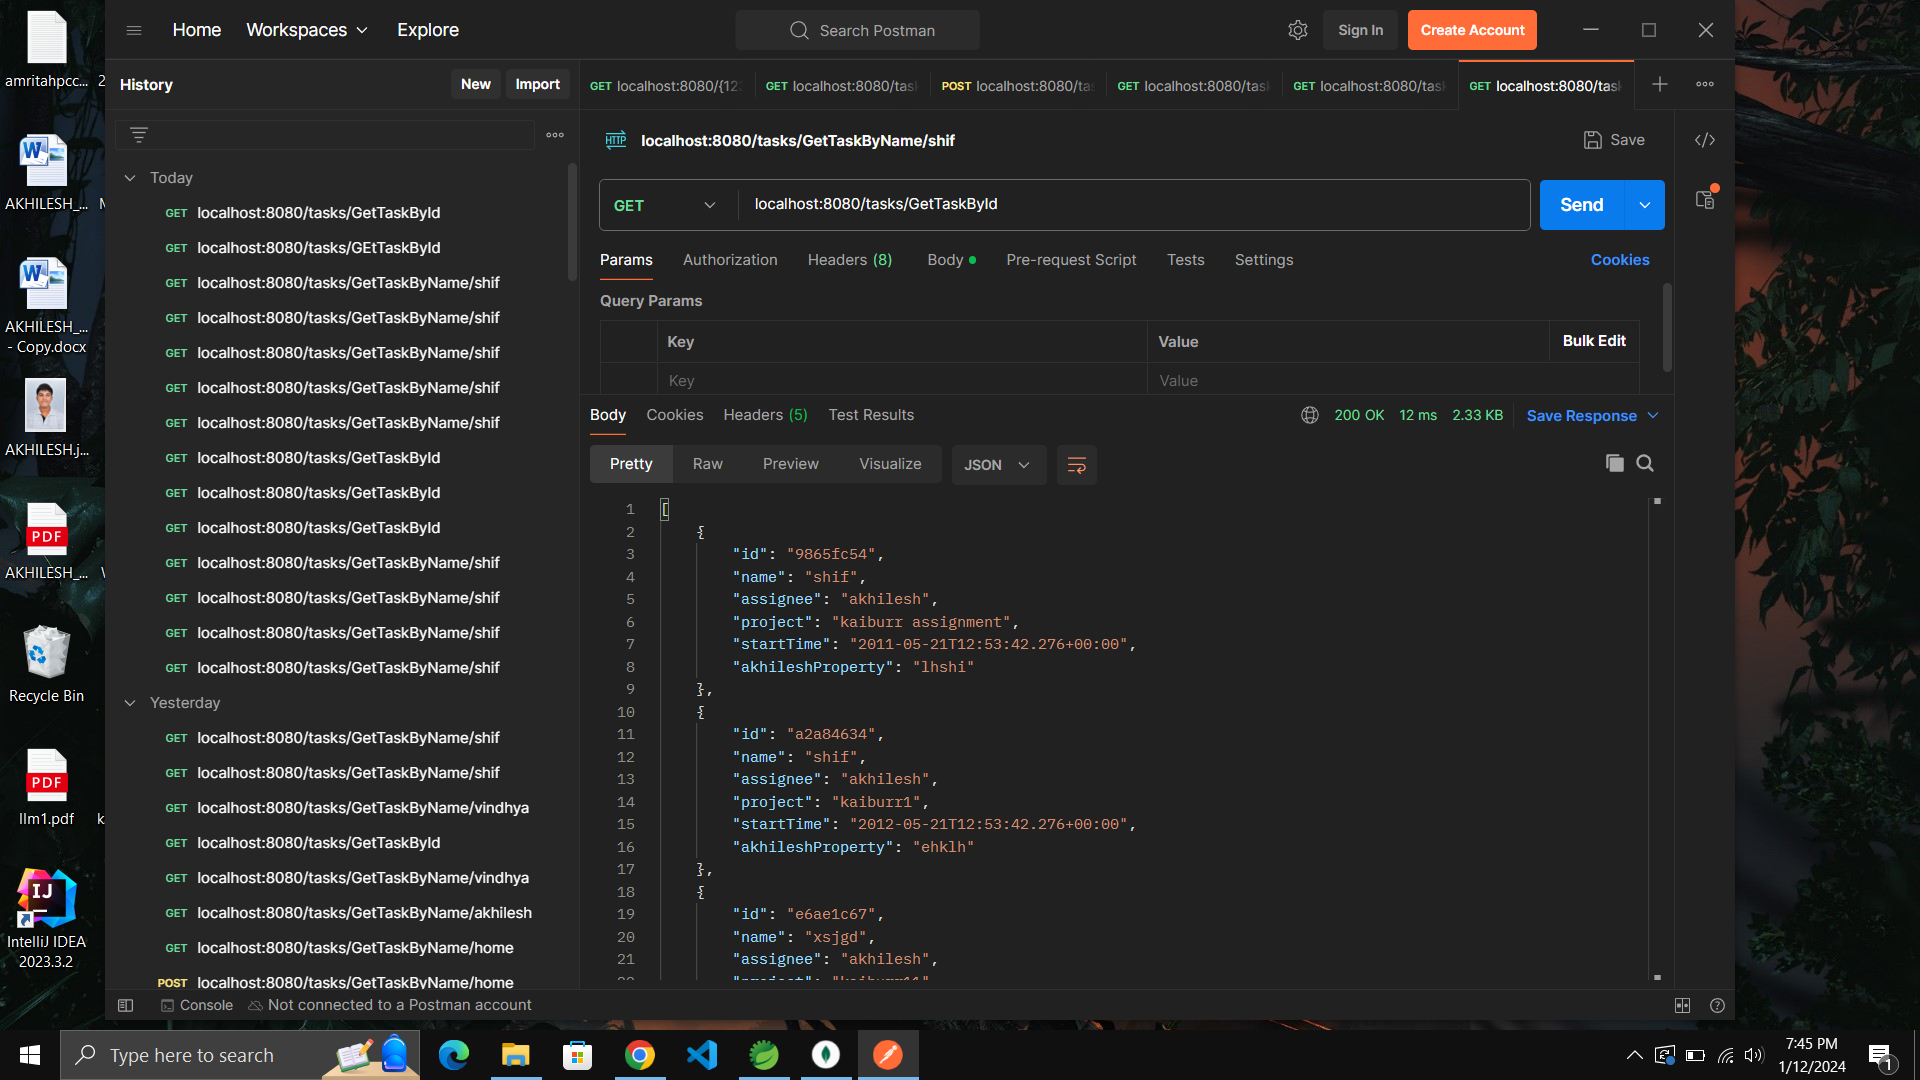 amritahpcc... 2
AKHILESH_... M
AKHILESH_...
- Copy.docx
AKHILESH.j...
PDF
AKHILESH_... W
Recycle Bin
PDF
llm1.pdf k
IJ
IntelliJ IDEA
2023.3.2
Home Workspaces Explore Search Postman Sign In Create Account
History New Import
Today
GET localhost:8080/tasks/GetTaskById
GET localhost:8080/tasks/GEtTaskById
GET localhost:8080/tasks/GetTaskByName/shif
GET localhost:8080/tasks/GetTaskByName/shif
GET localhost:8080/tasks/GetTaskByName/shif
GET localhost:8080/tasks/GetTaskByName/shif
GET localhost:8080/tasks/GetTaskByName/shif
GET localhost:8080/tasks/GetTaskById
GET localhost:8080/tasks/GetTaskById
GET localhost:8080/tasks/GetTaskById
GET localhost:8080/tasks/GetTaskByName/shif
GET localhost:8080/tasks/GetTaskByName/shif
GET localhost:8080/tasks/GetTaskByName/shif
GET localhost:8080/tasks/GetTaskByName/shif
Yesterday
GET localhost:8080/tasks/GetTaskByName/shif
GET localhost:8080/tasks/GetTaskByName/shif
GET localhost:8080/tasks/GetTaskByName/vindhya
GET localhost:8080/tasks/GetTaskById
GET localhost:8080/tasks/GetTaskByName/vindhya
GET localhost:8080/tasks/GetTaskByName/akhilesh
GET localhost:8080/tasks/GetTaskByName/home
POST localhost:8080/tasks/GetTaskByName/home
GET localhost:8080/{12 GET localhost:8080/tas POST localhost:8080/ta GET localhost:8080/tas GET localhost:8080/tas GET localhost:8080/tas
HTTP localhost:8080/tasks/GetTaskByName/shif Save
GET localhost:8080/tasks/GetTaskById Send
Params Authorization Headers (8) Body Pre-request Script Tests Settings Cookies
Query Params
Key Value Bulk Edit
Key Value
Body Cookies Headers (5) Test Results 200 OK 12 ms 2.33 KB Save Response
Pretty Raw Preview Visualize JSON
1 [
2 {
3 "id": "9865fc54",
4 "name": "shif",
5 "assignee": "akhilesh",
6 "project": "kaiburr assignment",
7 "startTime": "2011-05-21T12:53:42.276+00:00",
8 "akhileshProperty": "lhshi"
9 },
10 {
11 "id": "a2a84634",
12 "name": "shif",
13 "assignee": "akhilesh",
14 "project": "kaiburr1",
15 "startTime": "2012-05-21T12:53:42.276+00:00",
16 "akhileshProperty": "ehklh"
17 },
18 {
19 "id": "e6ae1c67",
20 "name": "xsjgd",
21 "assignee": "akhilesh",
22 "project": "kaiburr11"
Console Not connected to a Postman account
Type here to search
7:45 PM
1/12/2024
1